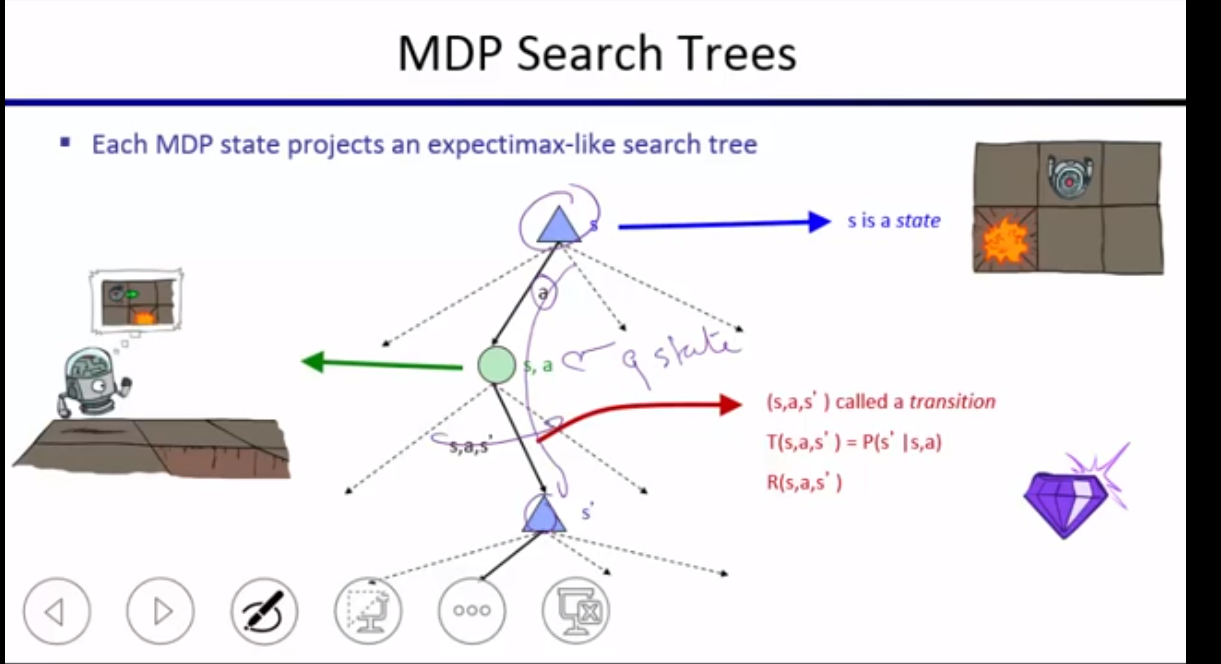 MDP Search Trees
▪ Each MDP state projects an expectimax-like search tree
s
s is a state
a
s, a
q state
(s,a,s') called a transition
T(s,a,s') = P(s'|s,a)
R(s,a,s')
s,a,s'
s'